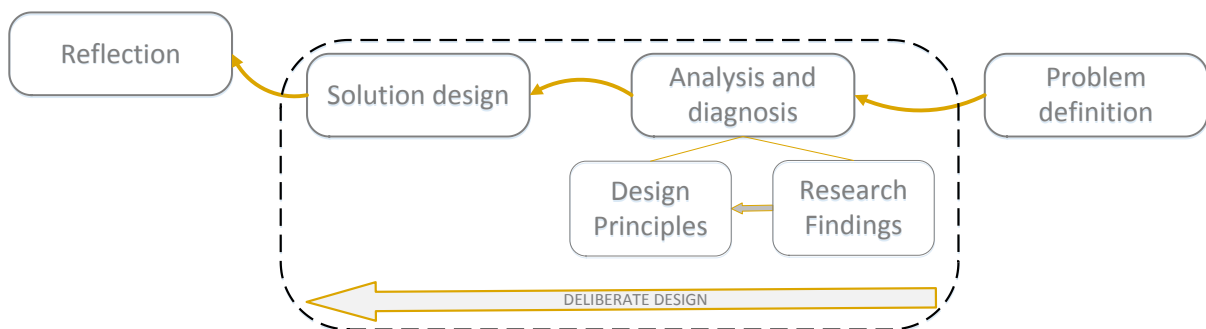 Reflection
Solution design
Analysis and
diagnosis
Problem
definition
Design
Principles
Research
Findings
DELIBERATE DESIGN